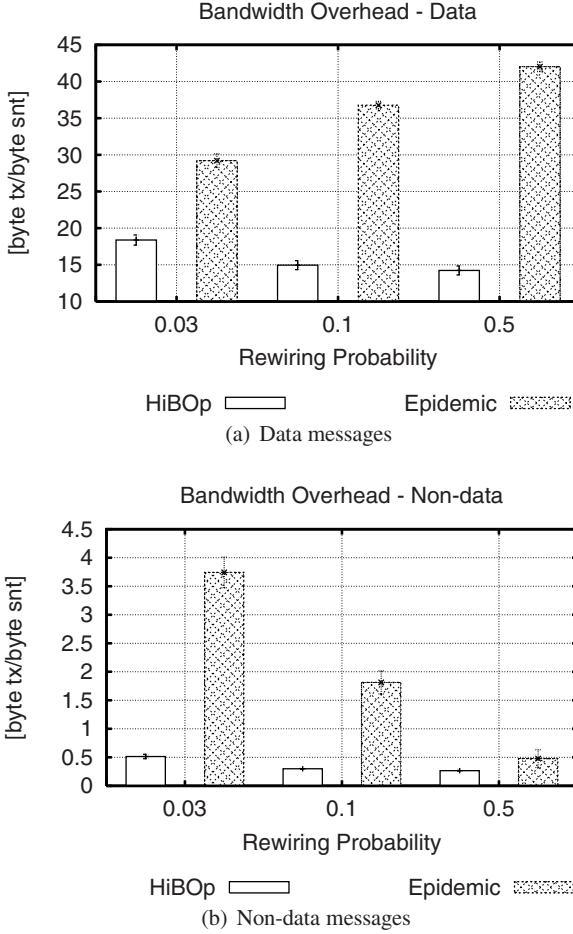 Bandwidth Overhead - Data
[byte tx/byte snt]
45
40
35
30
25
20
15
10
0.03 0.1 0.5
Rewiring Probability
HiBOp Epidemic
(a) Data messages
Bandwidth Overhead - Non-data
[byte tx/byte snt]
4.5
4
3.5
3
2.5
2
1.5
1
0.5
0
0.03 0.1 0.5
Rewiring Probability
HiBOp Epidemic
(b) Non-data messages